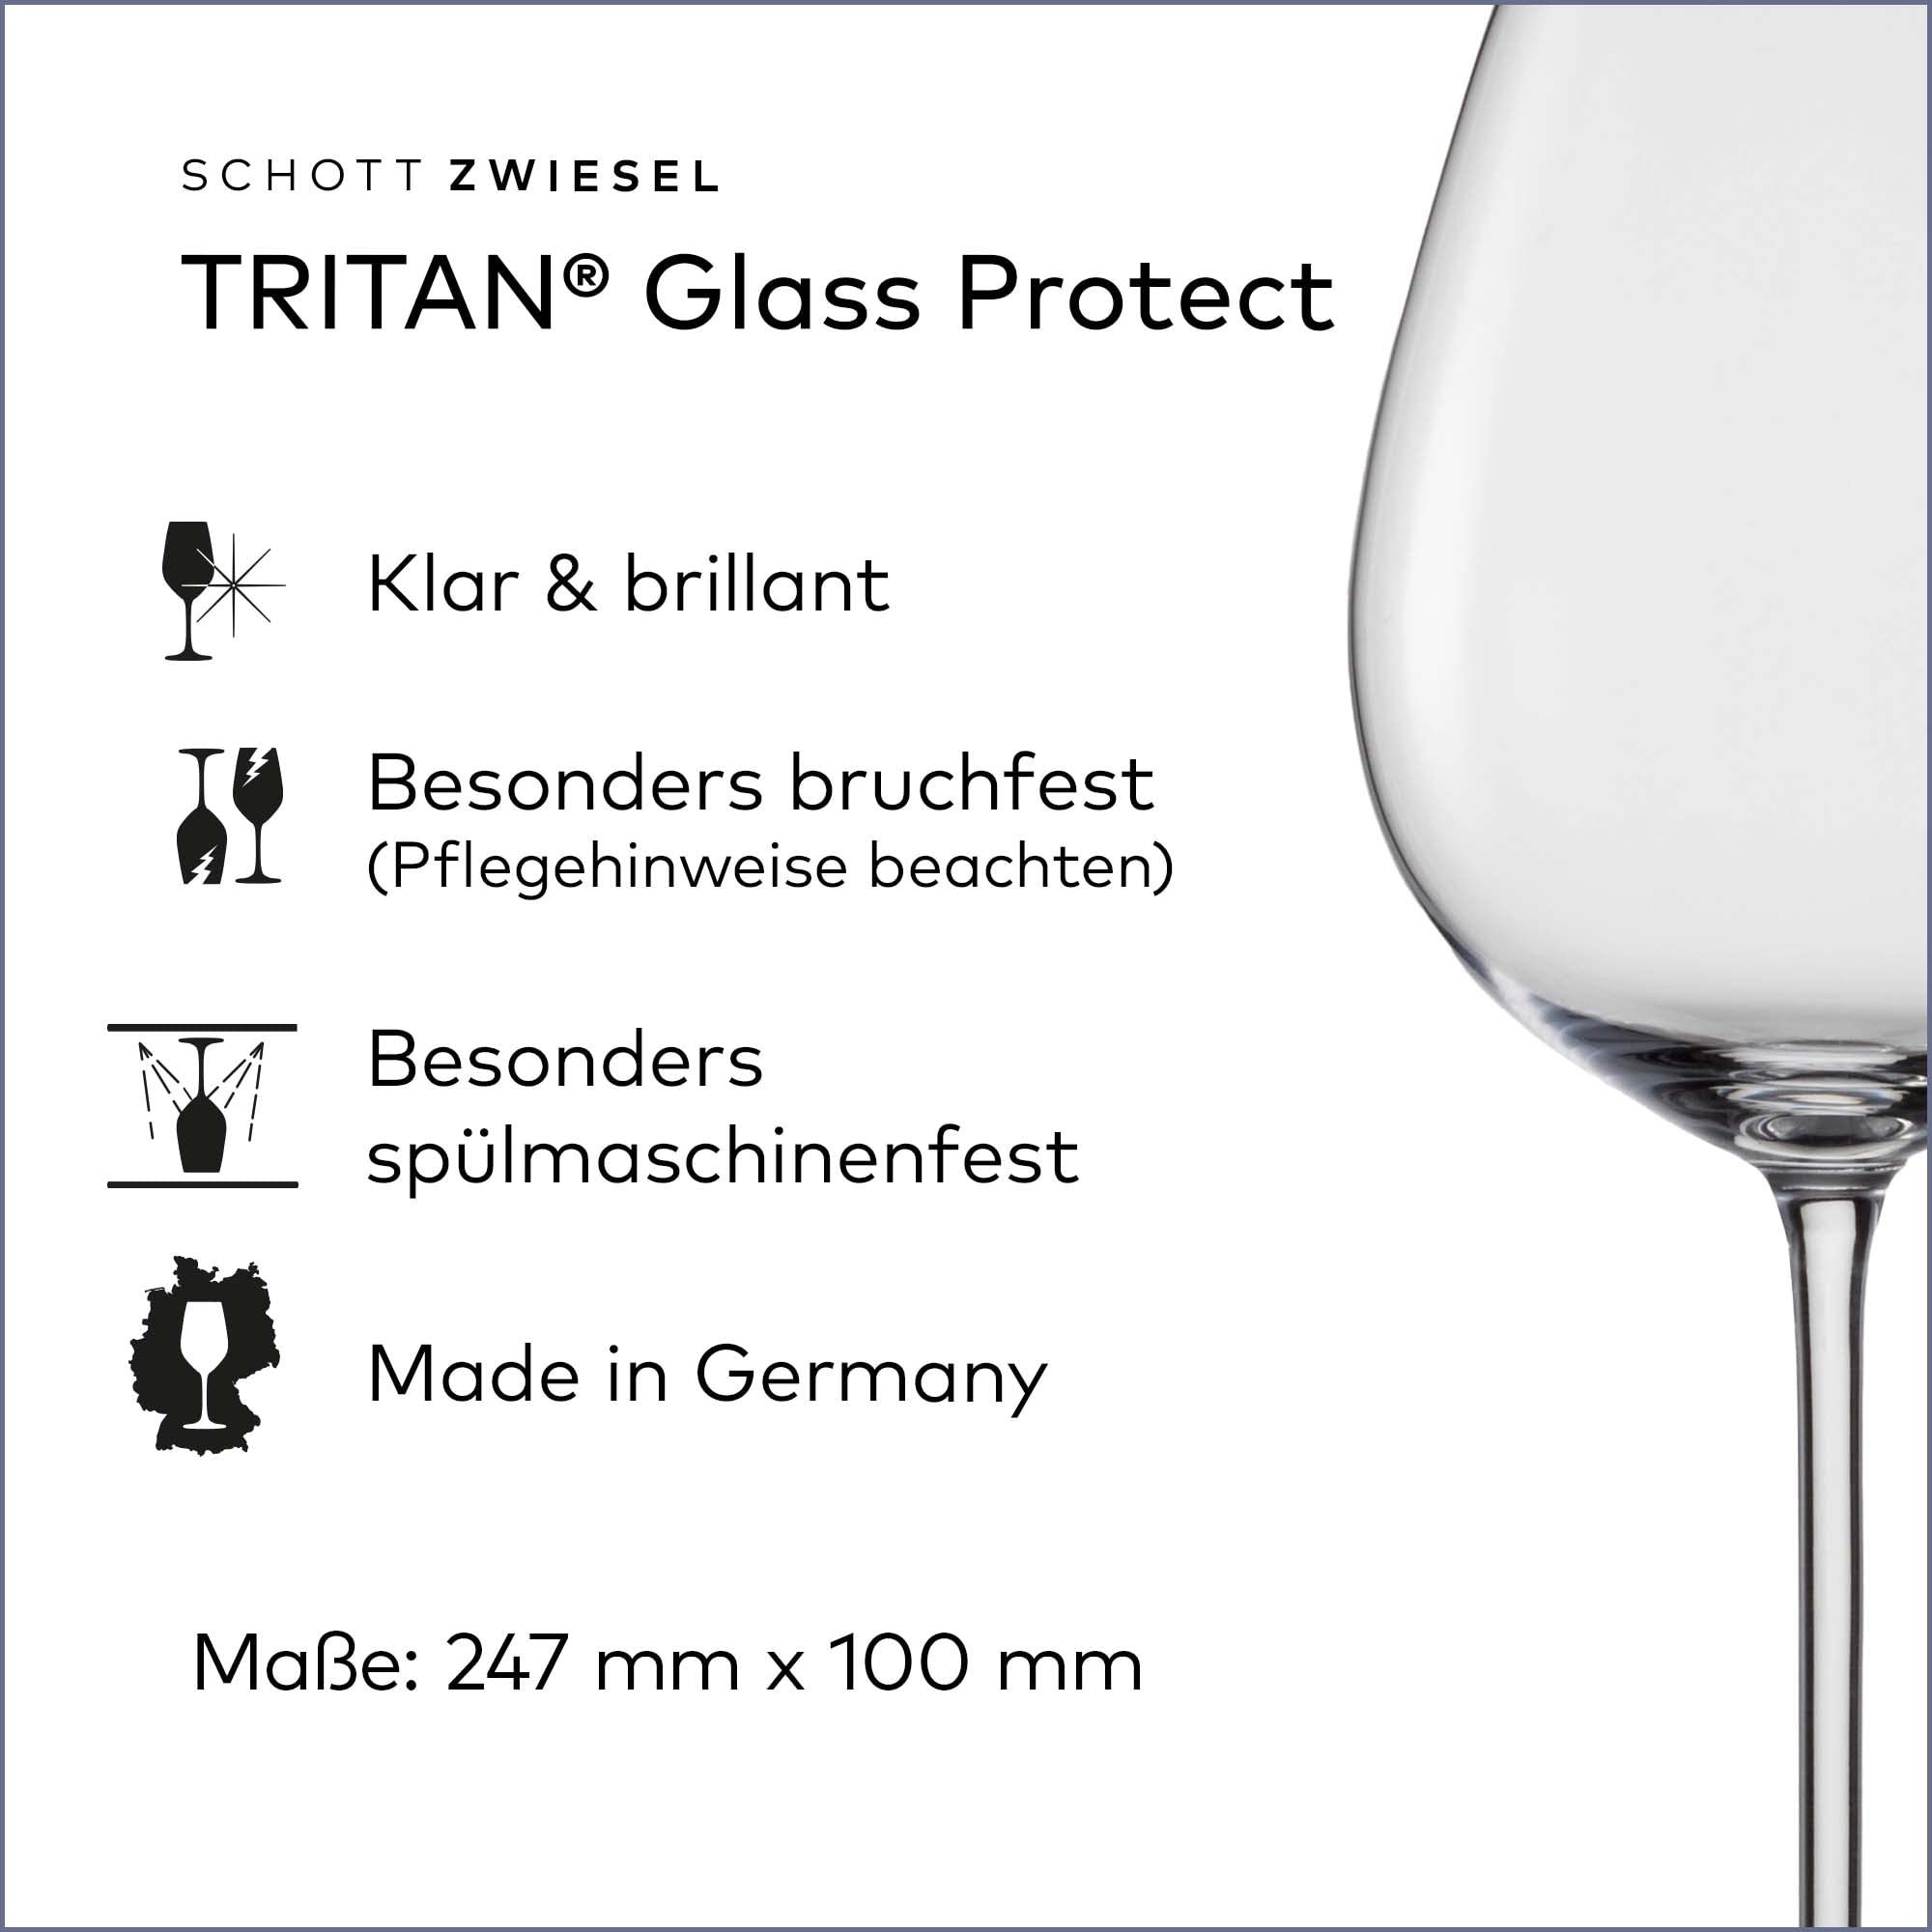 SCHOTT ZWIESEL
TRITAN® Glass Protect
Klar & brillant
Besonders bruchfest
(Pflegehinweise beachten)
Besonders
spülmaschinenfest
Made in Germany
Maße: 247 mm x 100 mm